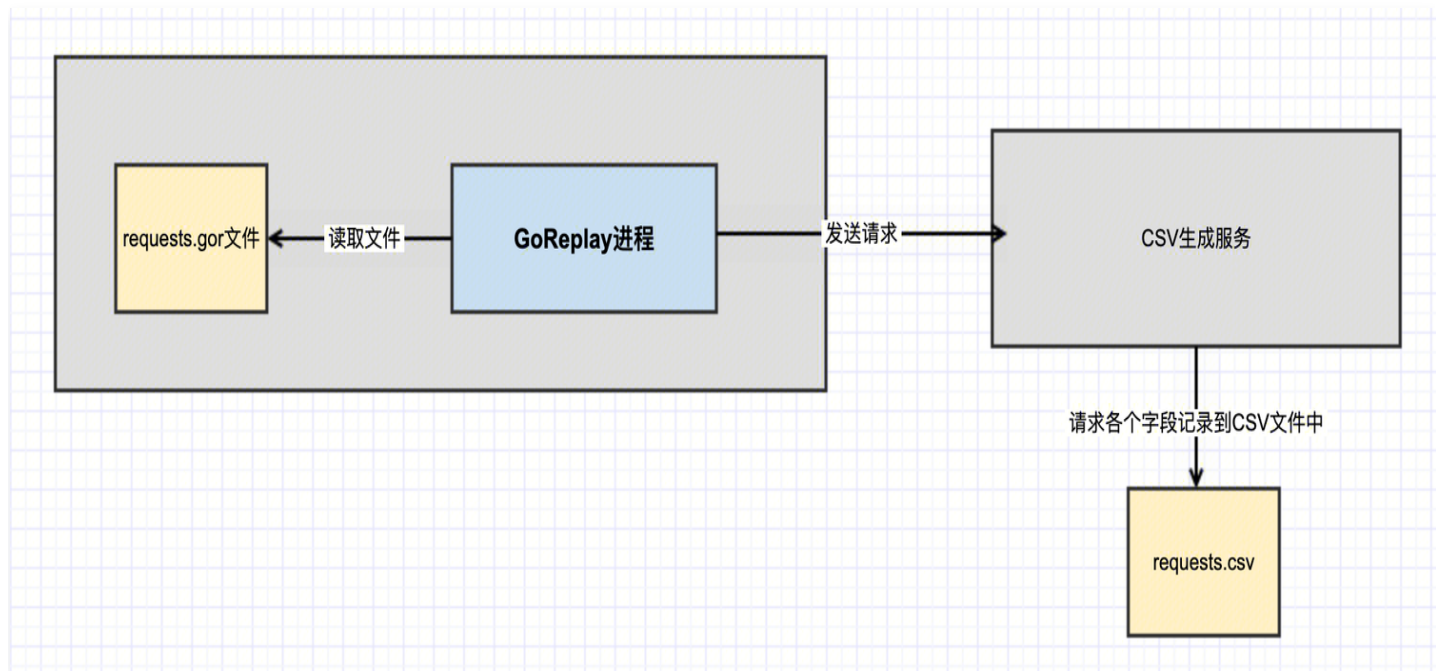 requests.gor文件
读取文件
GoReplay进程
发送请求
CSV生成服务
请求各个字段记录到CSV文件中
requests.csv